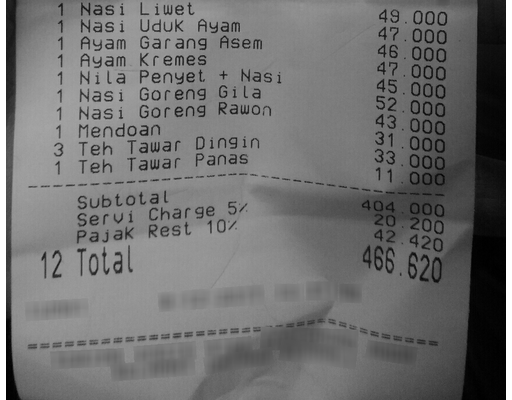 1 Nasi Liwet 49.000
1 Nasi Uduk Ayam 47.000
1 Ayam Garang Asem 46.000
1 Ayam Kremes 47.000
1 Nila Penyet + Nasi 45.000
1 Nasi Goreng Gila 52.000
1 Nasi Goreng Rawon 43.000
1 Mendoan 31.000
3 Teh Tawar Dingin 33.000
1 Teh Tawar Panas 11.000
Subtotal 404.000
Servi Charge 5% 20.200
Pajak Rest 10% 42.420
12 Total 466.620